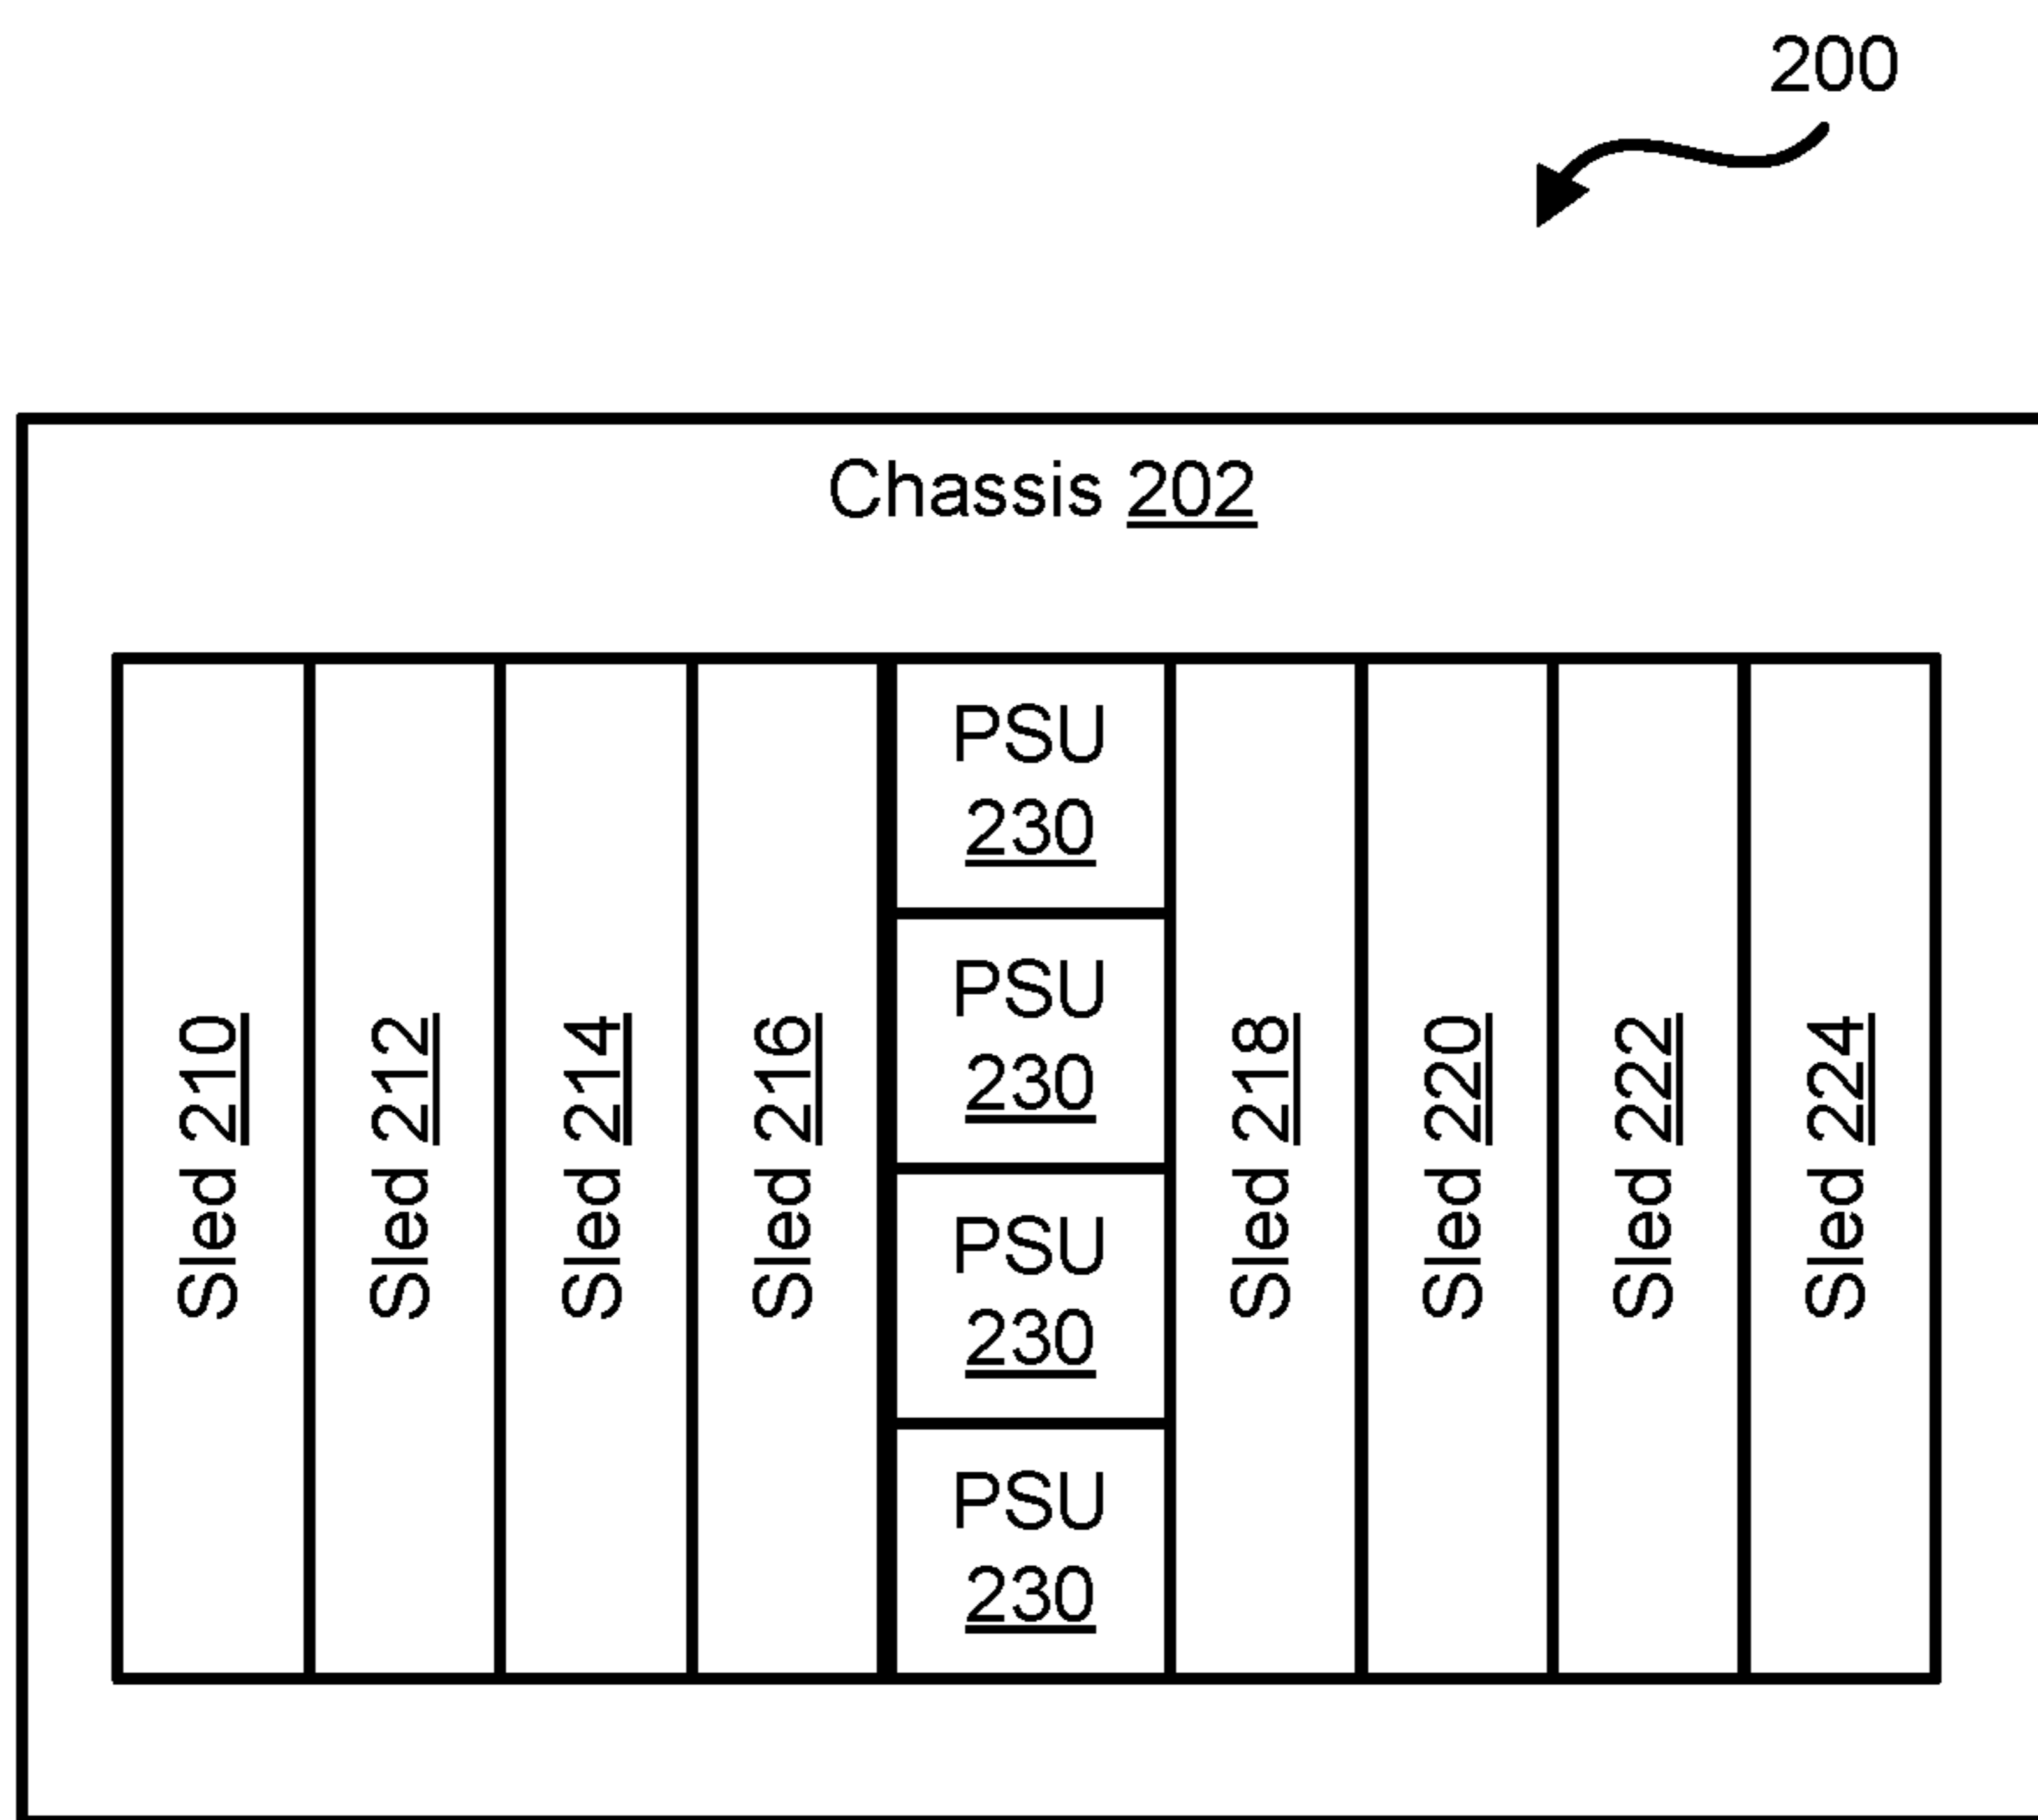 200
Chassis 202
Sled 210
Sled 212
Sled 214
Sled 216
PSU
230
PSU
230
PSU
230
PSU
230
Sled 218
Sled 220
Sled 222
Sled 224